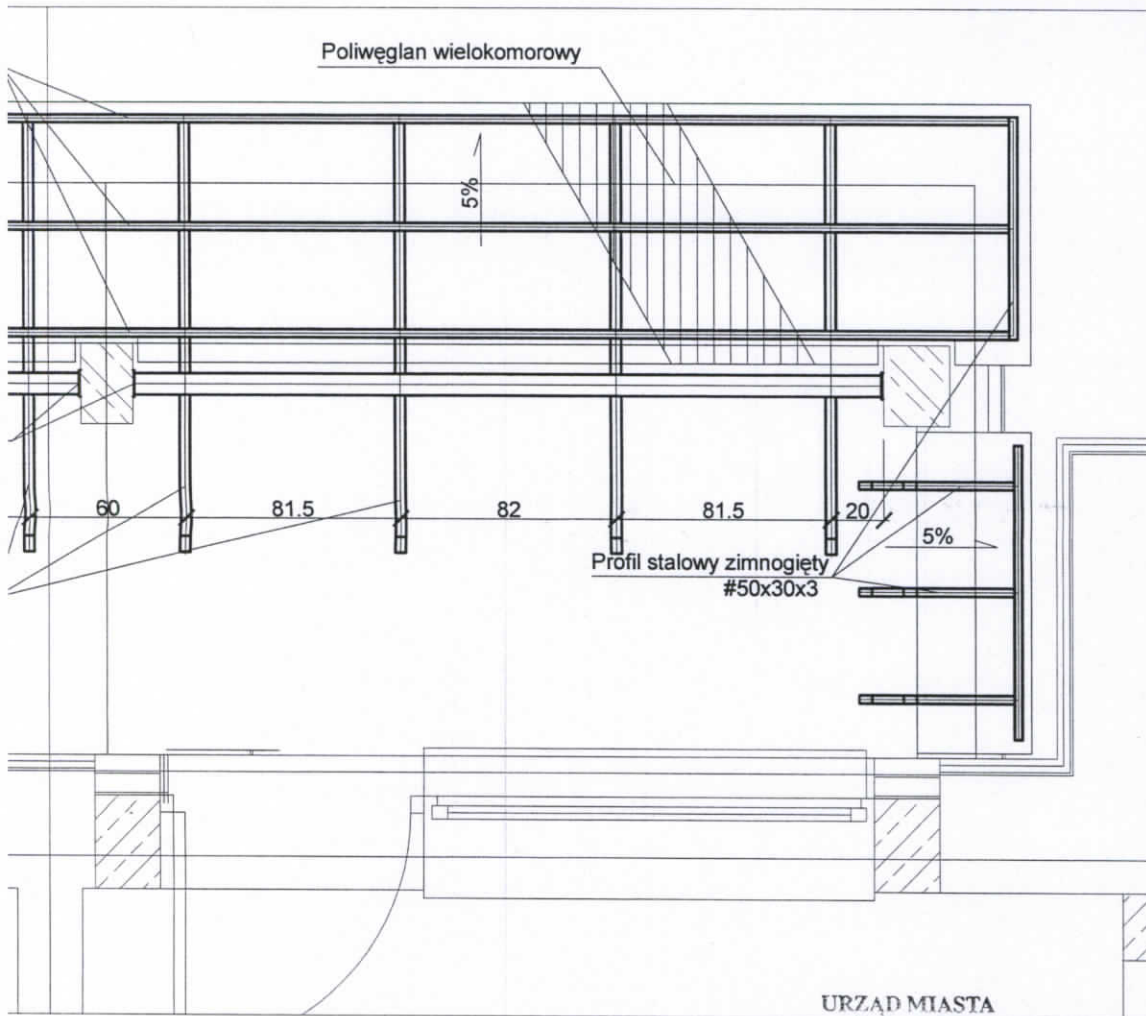 Poliwęglan wielokomorowy
5%
60
81.5
82
81.5
20
5%
Profil stalowy zimnogięty
#50x30x3
URZĄD MIASTA